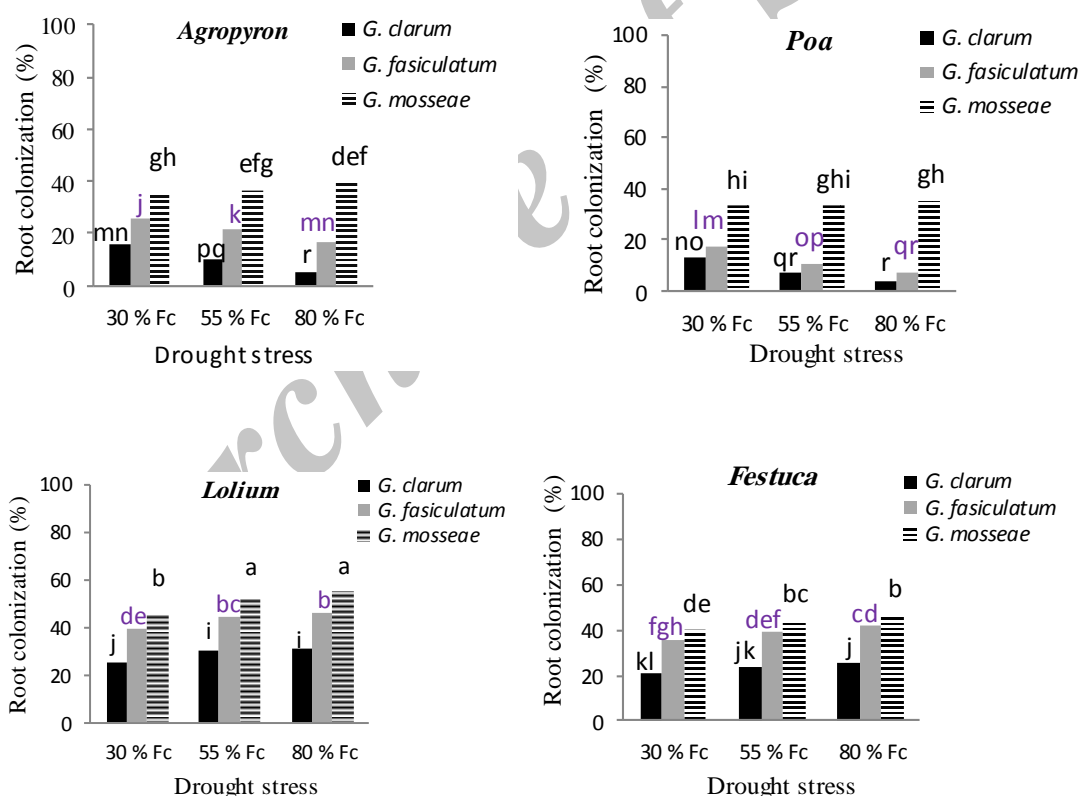 Agropyron
G. clarum
G. fasiculatum
G. mosseae
Root colonization (%)
100
80
60
40
20
0
mn
j
gh
pq
k
efg
r
mn
def
30 % Fc
55 % Fc
80 % Fc
Drought stress
Poa
G. clarum
G. fasiculatum
G. mosseae
Root colonization (%)
100
80
60
40
20
0
no
lm
hi
qr
op
ghi
r
qr
gh
30 % Fc
55 % Fc
80 % Fc
Drought stress
Lolium
G. clarum
G. fasiculatum
G. mosseae
Root colonization (%)
100
80
60
40
20
0
j
de
b
i
bc
a
i
b
a
30 % Fc
55 % Fc
80 % Fc
Drought stress
Festuca
G. clarum
G. fasiculatum
G. mosseae
Root colonization (%)
100
80
60
40
20
0
kl
fgh
de
jk
def
bc
j
cd
b
30 % Fc
55 % Fc
80 % Fc
Drought stress